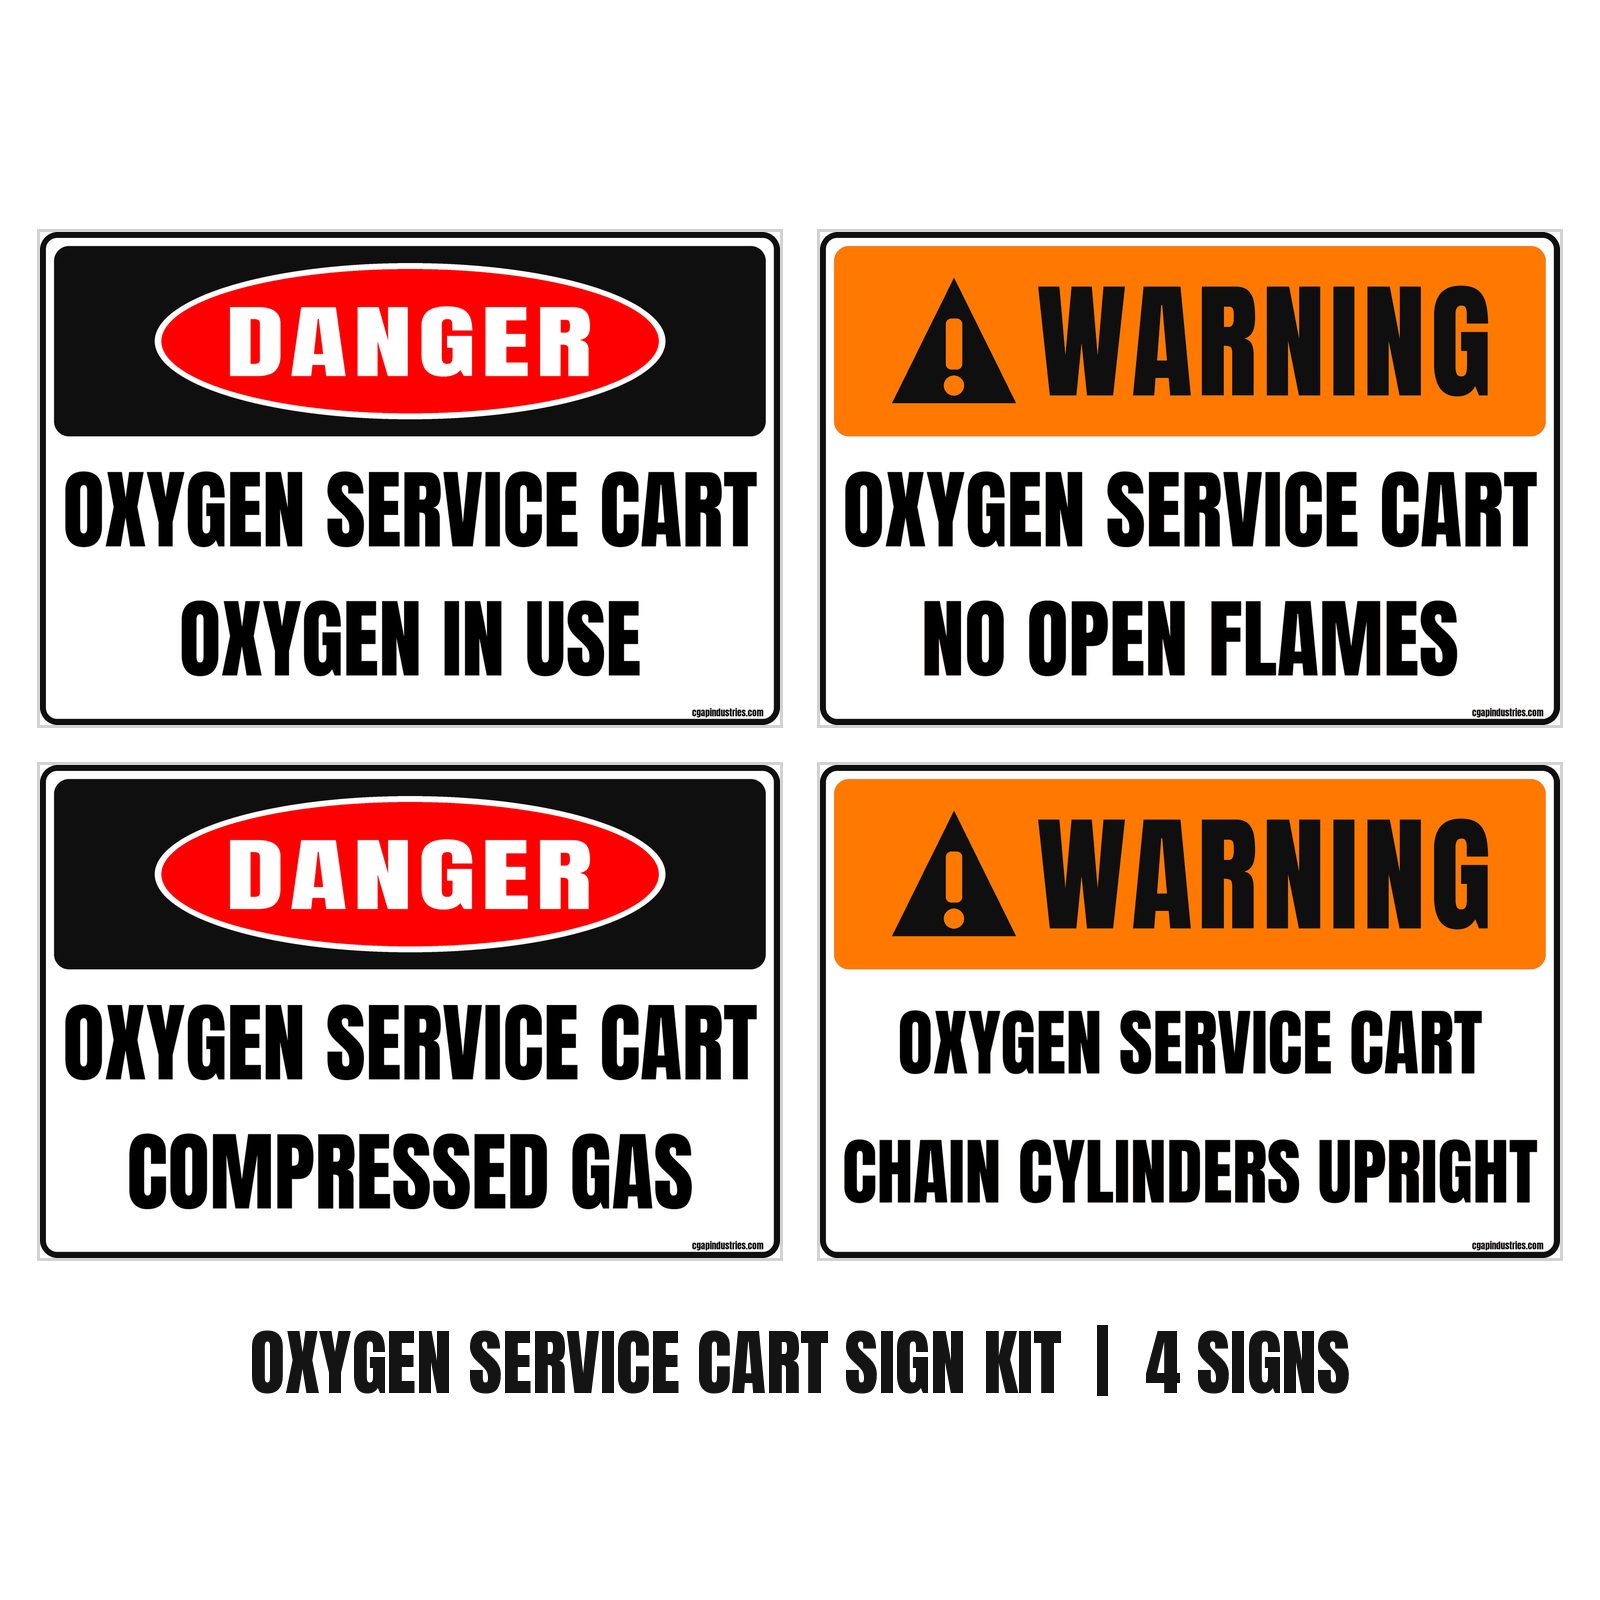 DANGER
OXYGEN SERVICE CART
OXYGEN IN USE
cgapindustries.com
WARNING
OXYGEN SERVICE CART
NO OPEN FLAMES
cgapindustries.com
DANGER
OXYGEN SERVICE CART
COMPRESSED GAS
cgapindustries.com
WARNING
OXYGEN SERVICE CART
CHAIN CYLINDERS UPRIGHT
cgapindustries.com
OXYGEN SERVICE CART SIGN KIT | 4 SIGNS